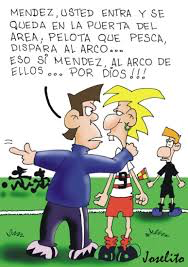 MENDEZ, USTED ENTRA Y SE
QUEDA EN LA PUERTA DEL
AREA, PELOTA QUE PESCA,
DISPARA AL ARCO...
ESO SÍ MENDEZ, AL ARCO DE
ELLOS... POR DIOS!!!
9
Joselito